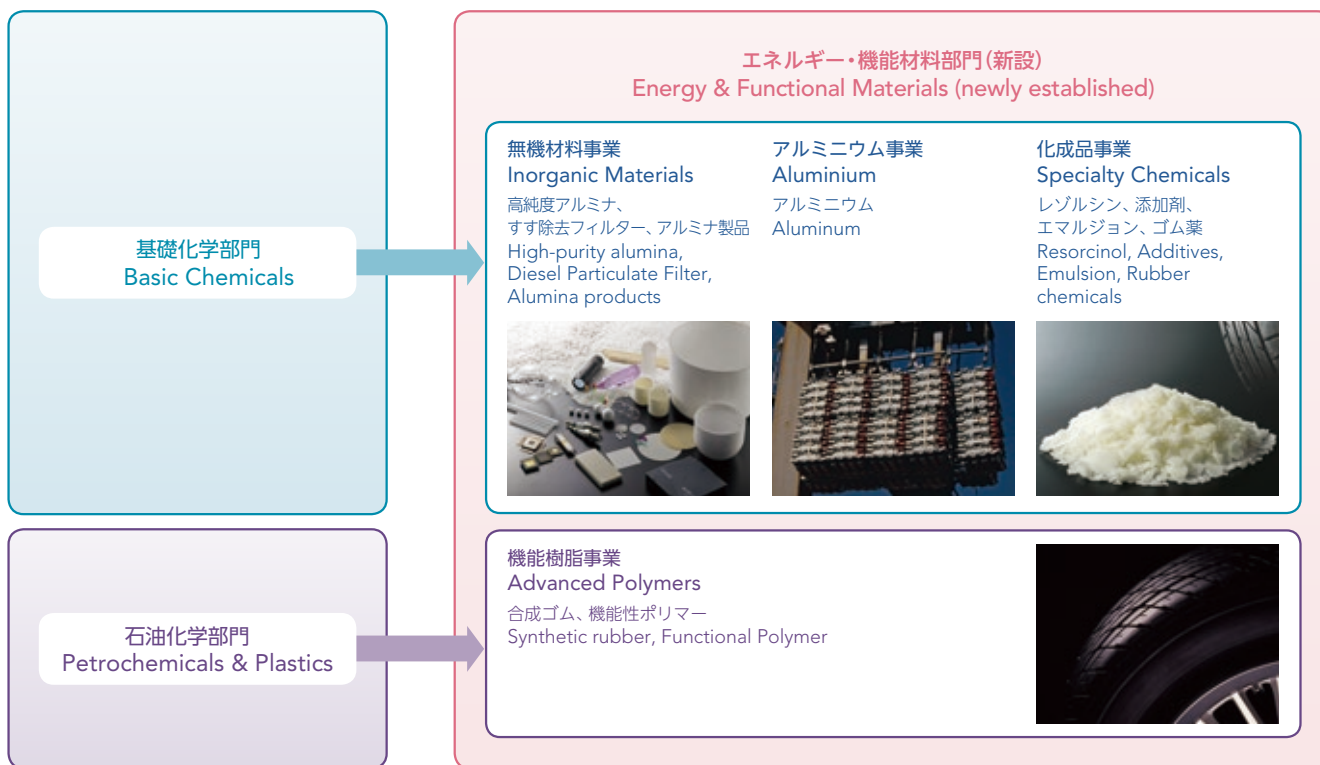 エネルギー・機能材料部門(新設)
Energy & Functional Materials (newly established)
基礎化学部門
Basic Chemicals
無機材料事業
Inorganic Materials
高純度アルミナ、
すす除去フィルター、アルミナ製品
High-purity alumina,
Diesel Particulate Filter,
Alumina products
アルミニウム事業
Aluminium
アルミニウム
Aluminum
化成品事業
Specialty Chemicals
レゾルシン、添加剤、
エマルジョン、ゴム薬
Resorcinol, Additives,
Emulsion, Rubber
chemicals
石油化学部門
Petrochemicals & Plastics
機能樹脂事業
Advanced Polymers
合成ゴム、機能性ポリマー
Synthetic rubber, Functional Polymer